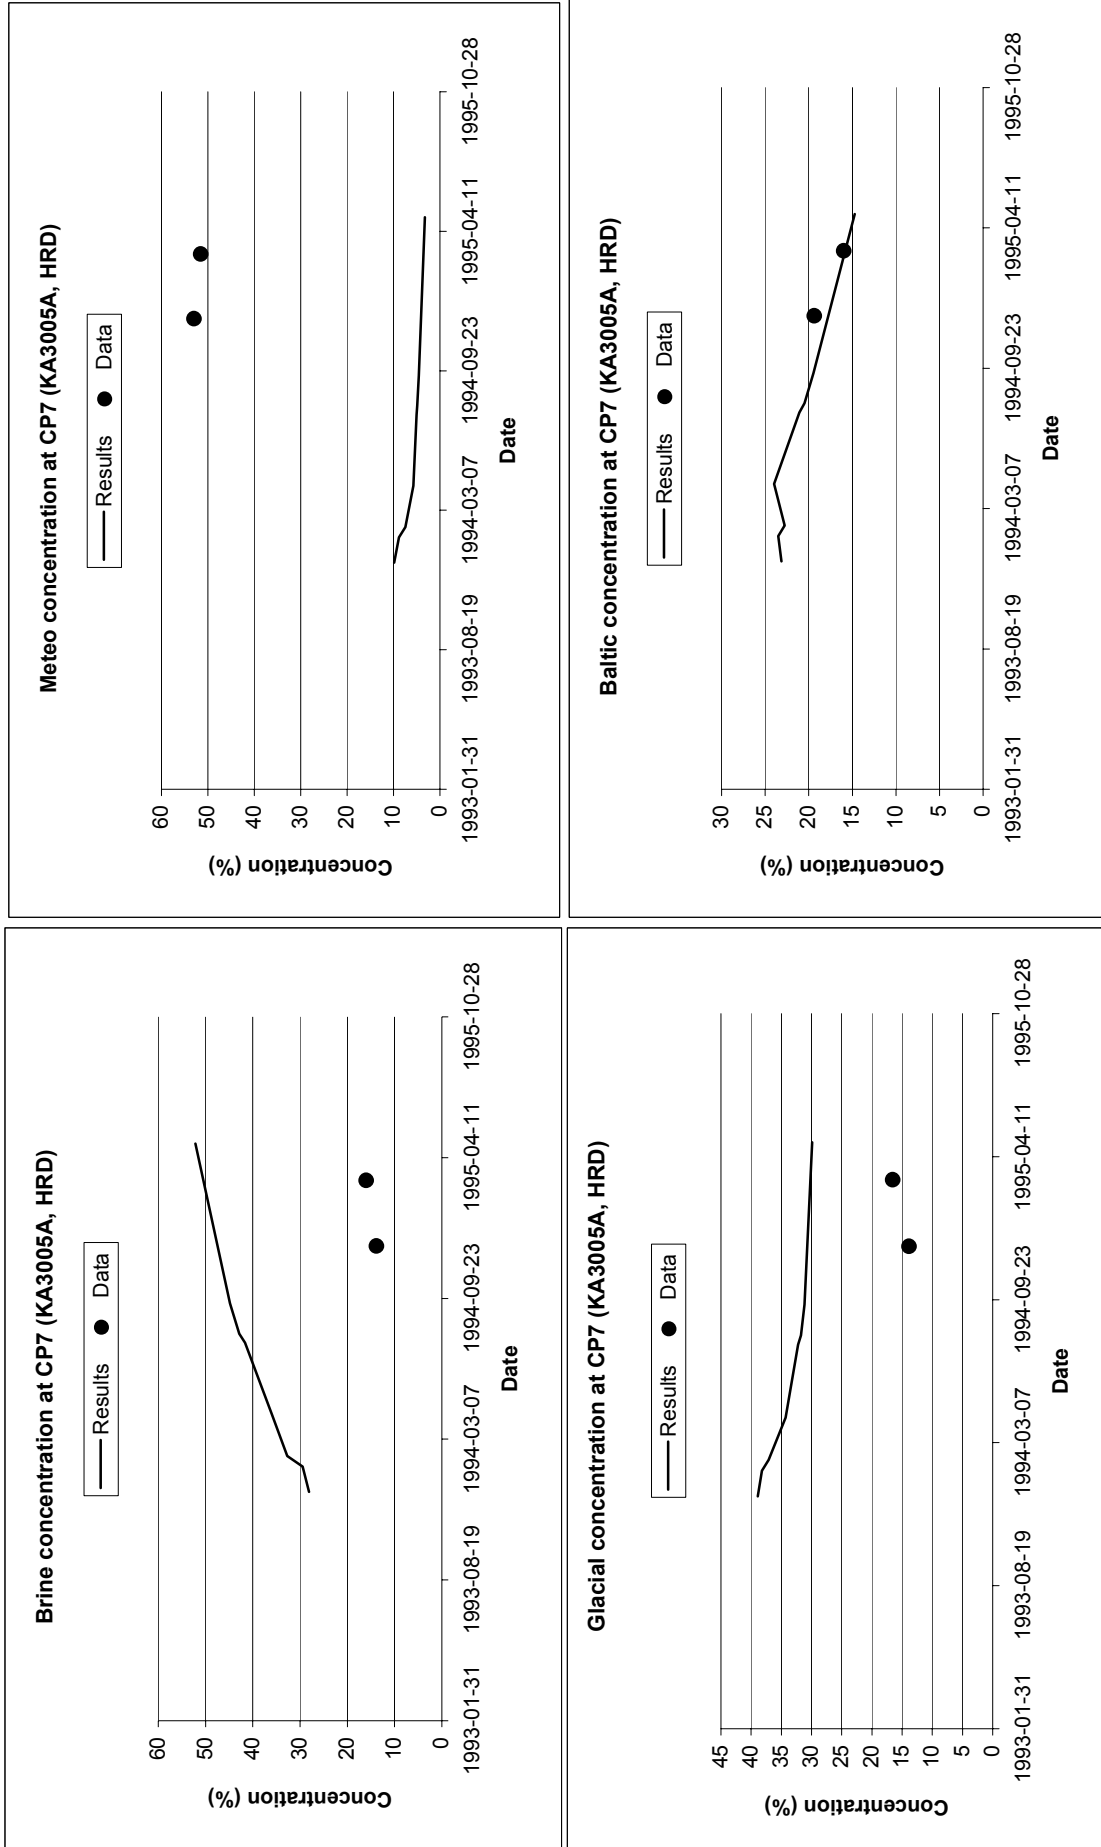 Brine concentration at CP7 (KA3005A, HRD)
Results Data
Concentration (%)
60
50
40
30
20
10
0
1993-01-31 1993-08-19 1994-03-07 1994-09-23 1995-04-11 1995-10-28
Date
Meteo concentration at CP7 (KA3005A, HRD)
Results Data
Concentration (%)
60
50
40
30
20
10
0
1993-01-31 1993-08-19 1994-03-07 1994-09-23 1995-04-11 1995-10-28
Date
Glacial concentration at CP7 (KA3005A, HRD)
Results Data
Concentration (%)
45
40
35
30
25
20
15
10
5
0
1993-01-31 1993-08-19 1994-03-07 1994-09-23 1995-04-11 1995-10-28
Date
Baltic concentration at CP7 (KA3005A, HRD)
Results Data
Concentration (%)
30
25
20
15
10
5
0
1993-01-31 1993-08-19 1994-03-07 1994-09-23 1995-04-11 1995-10-28
Date